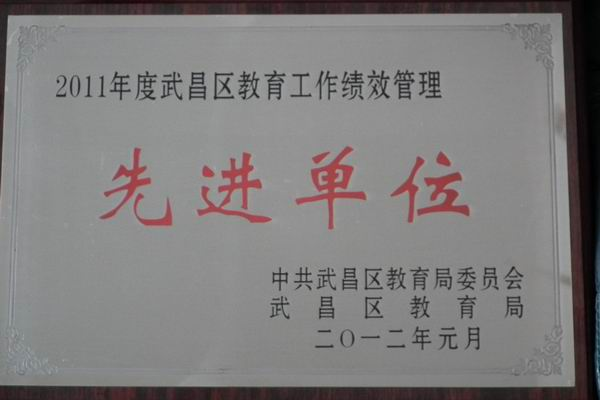 2011年度武昌区教育工作绩效管理
先进单位
中共武昌区教育局委员会
武昌区教育局
二〇一二年元月